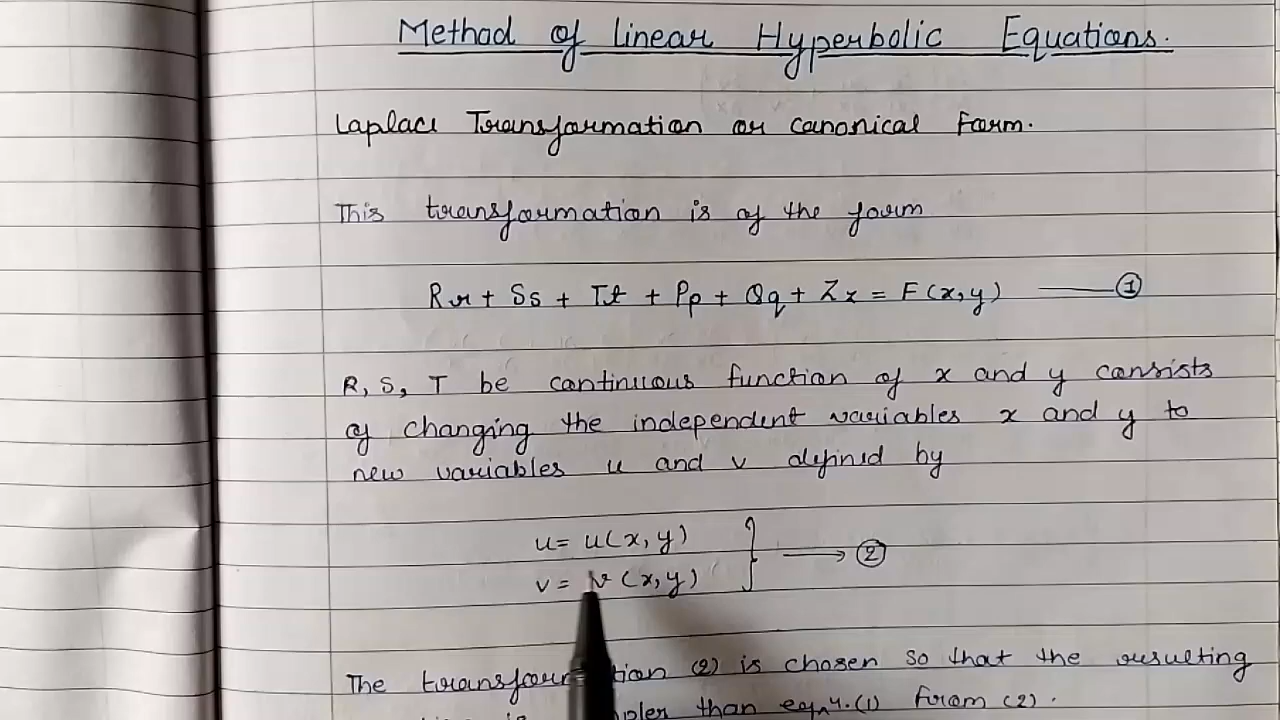 Method of linear Hyperbolic Equations.
Laplace Transformation or canonical form.
This transformation is of the form
Rr + Ss + Tt + Pp + Qq + Zz = F(x,y) —— ①
R, S, T be continuous function of x and y consists
of changing the independent variables x and y to
new variables u and v defined by
u = u(x,y)
v = v(x,y) } → ②
The tion (2) is chosen so that the resulting
than eqn. (1) from (2).